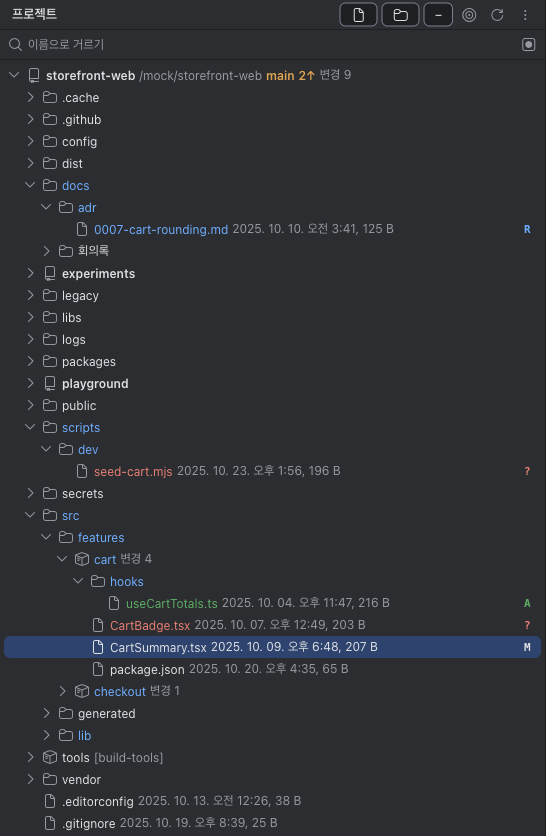 프로젝트
이름으로 거르기
storefront-web /mock/storefront-web main 2↑ 변경 9
.cache
.github
config
dist
docs
adr
0007-cart-rounding.md 2025. 10. 10. 오전 3:41, 125 B R
회의록
experiments
legacy
libs
logs
packages
playground
public
scripts
dev
seed-cart.mjs 2025. 10. 23. 오후 1:56, 196 B ?
secrets
src
features
cart 변경 4
hooks
useCartTotals.ts 2025. 10. 04. 오후 11:47, 216 B A
CartBadge.tsx 2025. 10. 07. 오후 12:49, 203 B ?
CartSummary.tsx 2025. 10. 09. 오후 6:48, 207 B M
package.json 2025. 10. 20. 오후 4:35, 65 B
checkout 변경 1
generated
lib
tools [build-tools]
vendor
.editorconfig 2025. 10. 13. 오전 12:26, 38 B
.gitignore 2025. 10. 19. 오후 8:39, 25 B